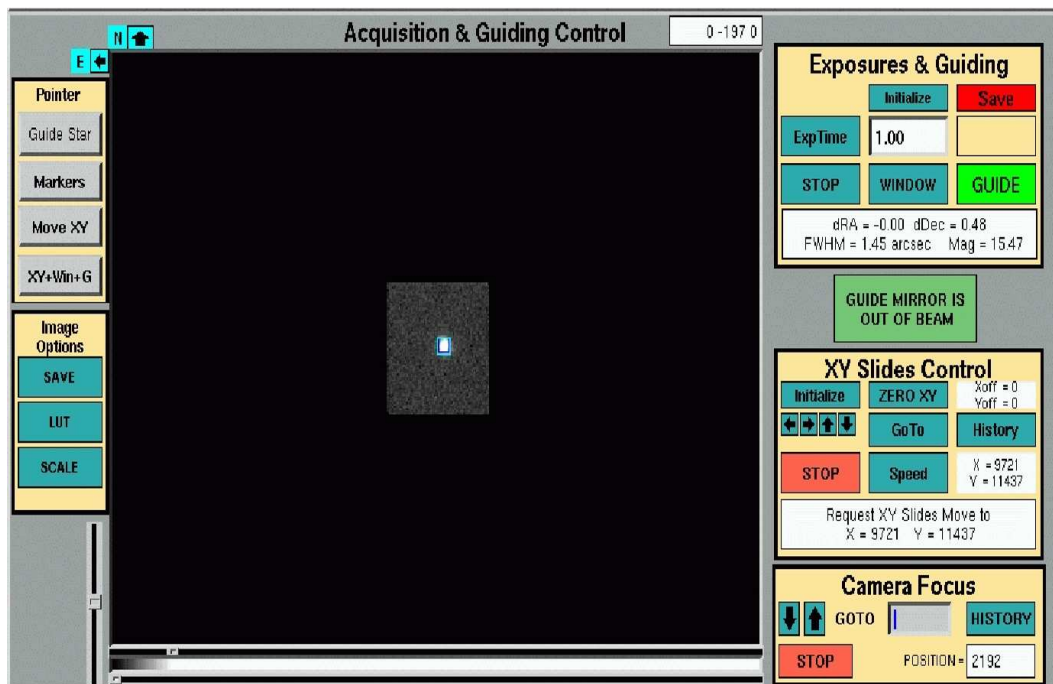 N
Acquisition & Guiding Control
0 -197 0
E
Pointer
Guide Star
Markers
Move XY
XY+Win+G
Image
Options
SAVE
LUT
SCALE
Exposures & Guiding
Initialize
Save
ExpTime
1.00
STOP
WINDOW
GUIDE
dRA = -0.00 dDec = 0.48
FWHM = 1.45 arcsec Mag = 15.47
GUIDE MIRROR IS
OUT OF BEAM
XY Slides Control
Initialize
ZERO XY
Xoff = 0
Yoff = 0
GoTo
History
STOP
Speed
X = 9721
Y = 11437
Request XY Slides Move to
X = 9721 Y = 11437
Camera Focus
GOTO
HISTORY
STOP
POSITION = 2192